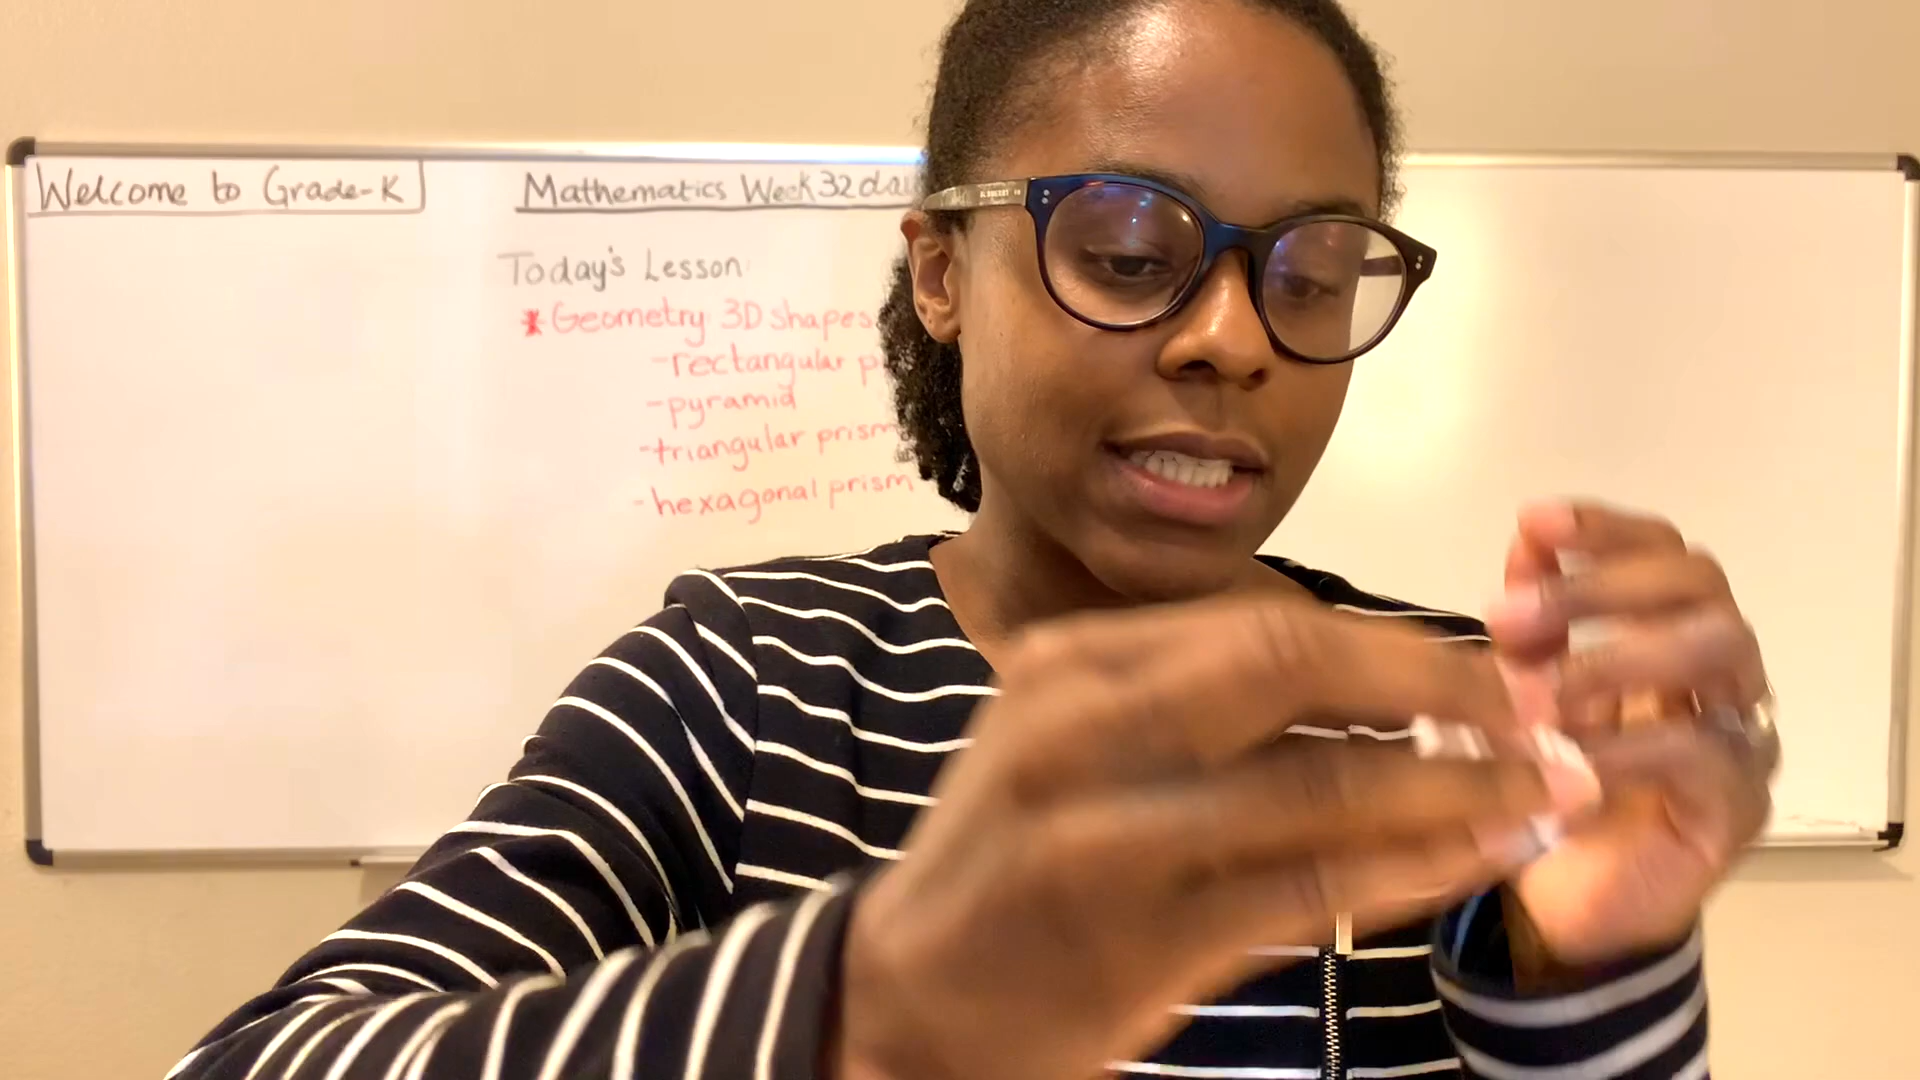 Welcome to Grade-K
Mathematics Week 32
Today's Lesson:
* Geometry 3D shapes
-rectangular
-pyramid
-triangular prism
-hexagonal prism